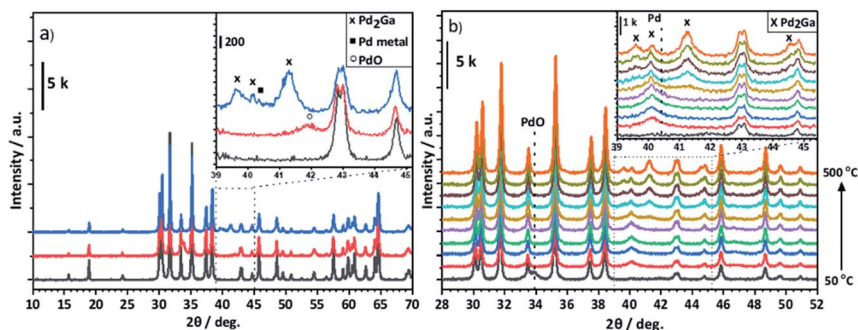 a)
Intensity / a.u.
5 k
200
x Pd₂Ga
■ Pd metal
○ PdO
x
x ■
x
○
39 40 41 42 43 44 45
10 15 20 25 30 35 40 45 50 55 60 65 70
2θ / deg.
b)
Intensity / a.u.
5 k
PdO
1 k
Pd
X Pd₂Ga
x x x x
39 40 41 42 43 44 45
500 °C
50 °C
28 30 32 34 36 38 40 42 44 46 48 50 52
2θ / deg.